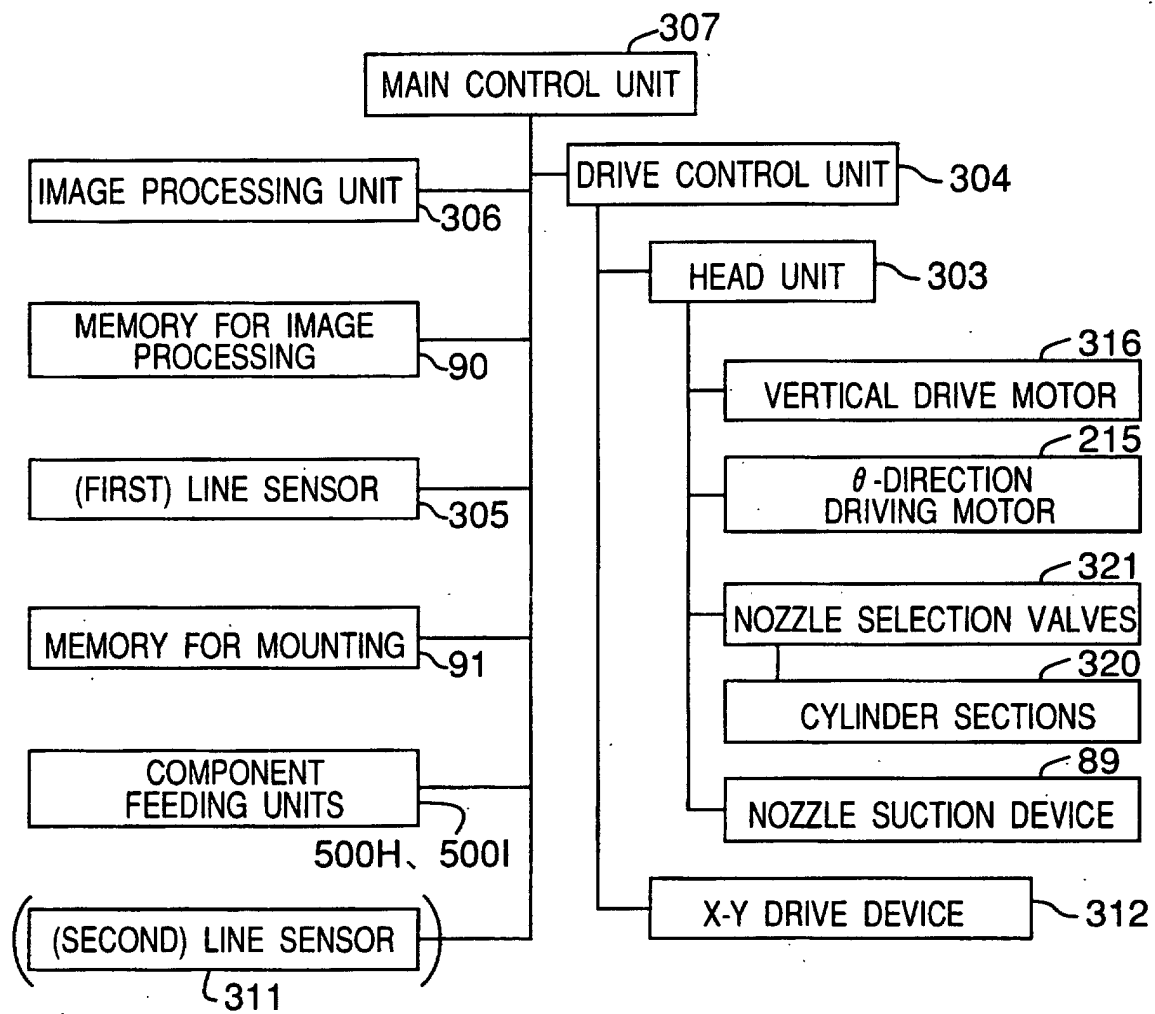 307
MAIN CONTROL UNIT
IMAGE PROCESSING UNIT
306
MEMORY FOR IMAGE
PROCESSING
90
(FIRST) LINE SENSOR
305
MEMORY FOR MOUNTING
91
COMPONENT
FEEDING UNITS
500H、500I
(SECOND) LINE SENSOR
311
DRIVE CONTROL UNIT
304
HEAD UNIT
303
316
VERTICAL DRIVE MOTOR
215
θ-DIRECTION
DRIVING MOTOR
321
NOZZLE SELECTION VALVES
320
CYLINDER SECTIONS
89
NOZZLE SUCTION DEVICE
X-Y DRIVE DEVICE
312